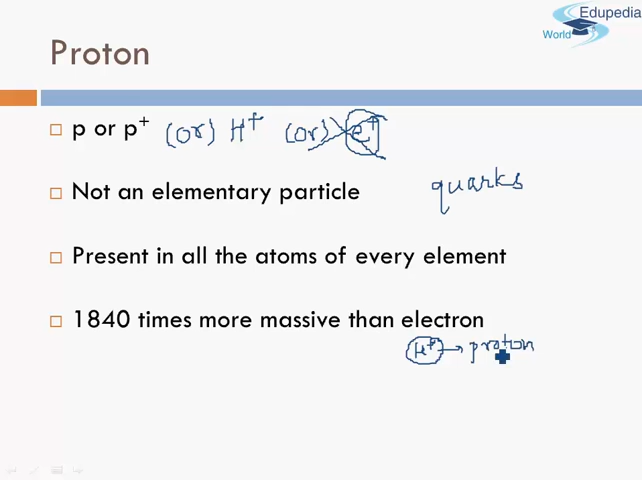 Edupedia
World
Proton
p or p⁺ (or) H⁺ (or) e⁺
Not an elementary particle quarks
Present in all the atoms of every element
1840 times more massive than electron
H⁺ → proton